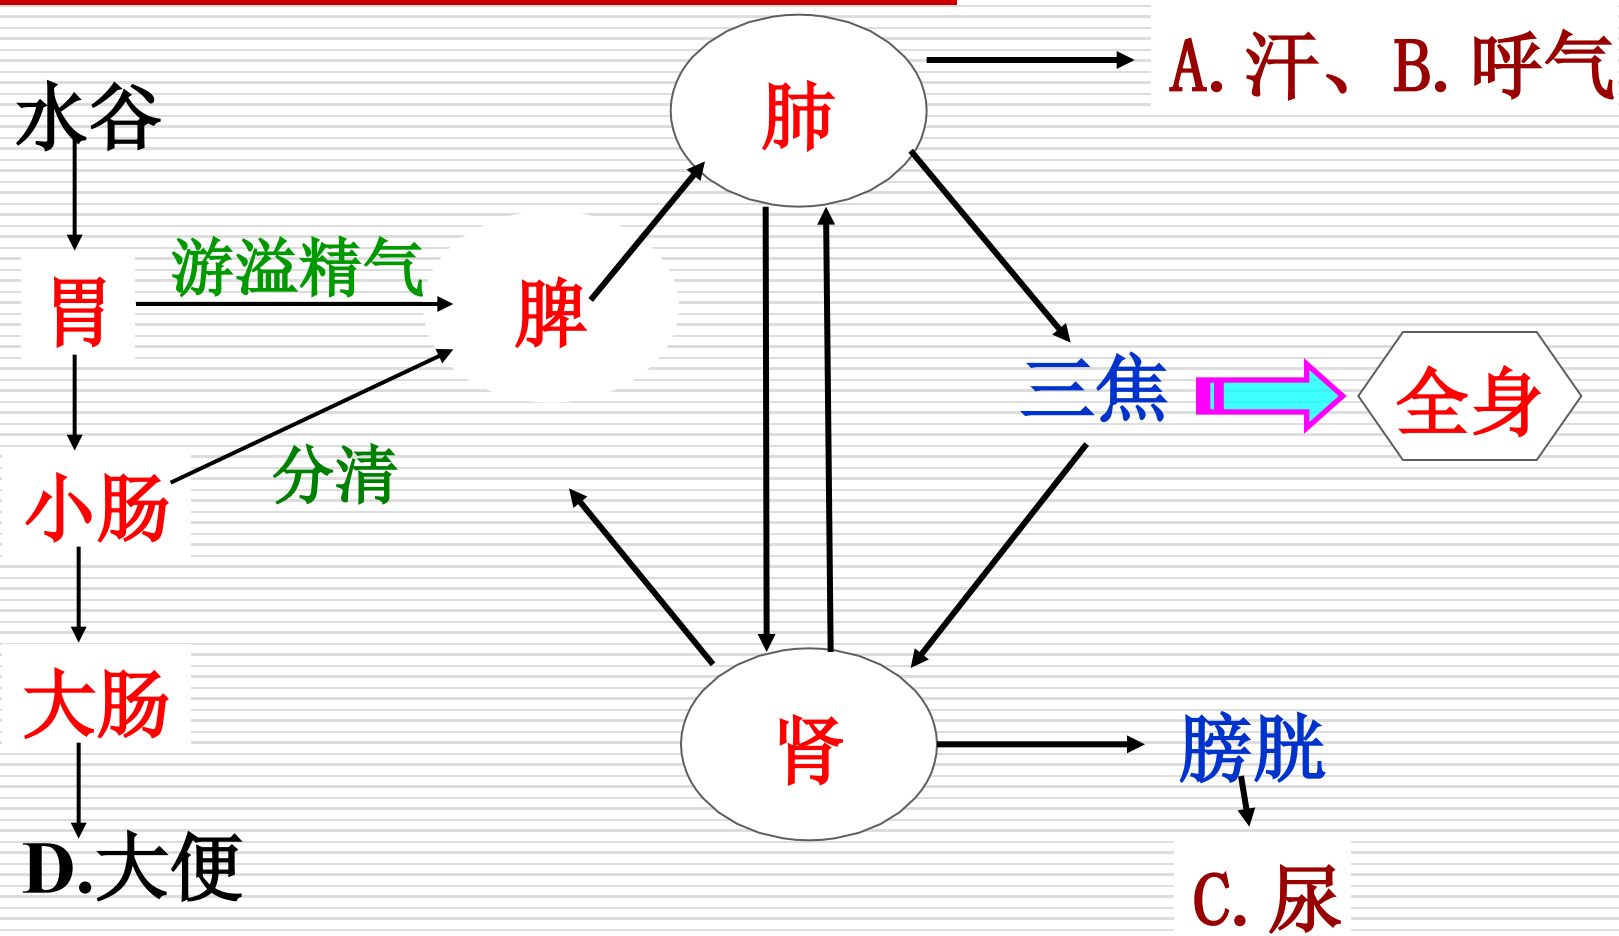 A.汗、B.呼气
水谷
肺
游溢精气
胃
脾
三焦
全身
分清
小肠
大肠
肾
膀胱
D.大便
C.尿